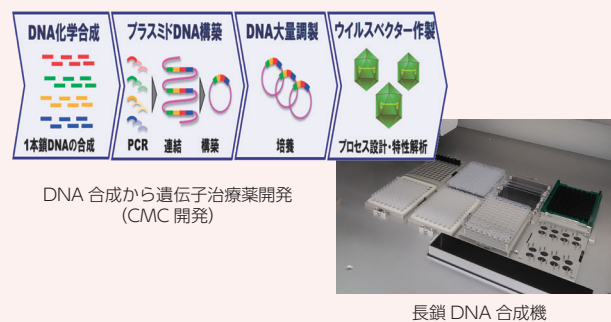 DNA化学合成
プラスミドDNA構築
DNA大量調製
ウイルスベクター作製
1本鎖DNAの合成
PCR 連結 構築
培養
プロセス設計・特性解析
DNA 合成から遺伝子治療薬開発
（CMC 開発）
長鎖 DNA 合成機